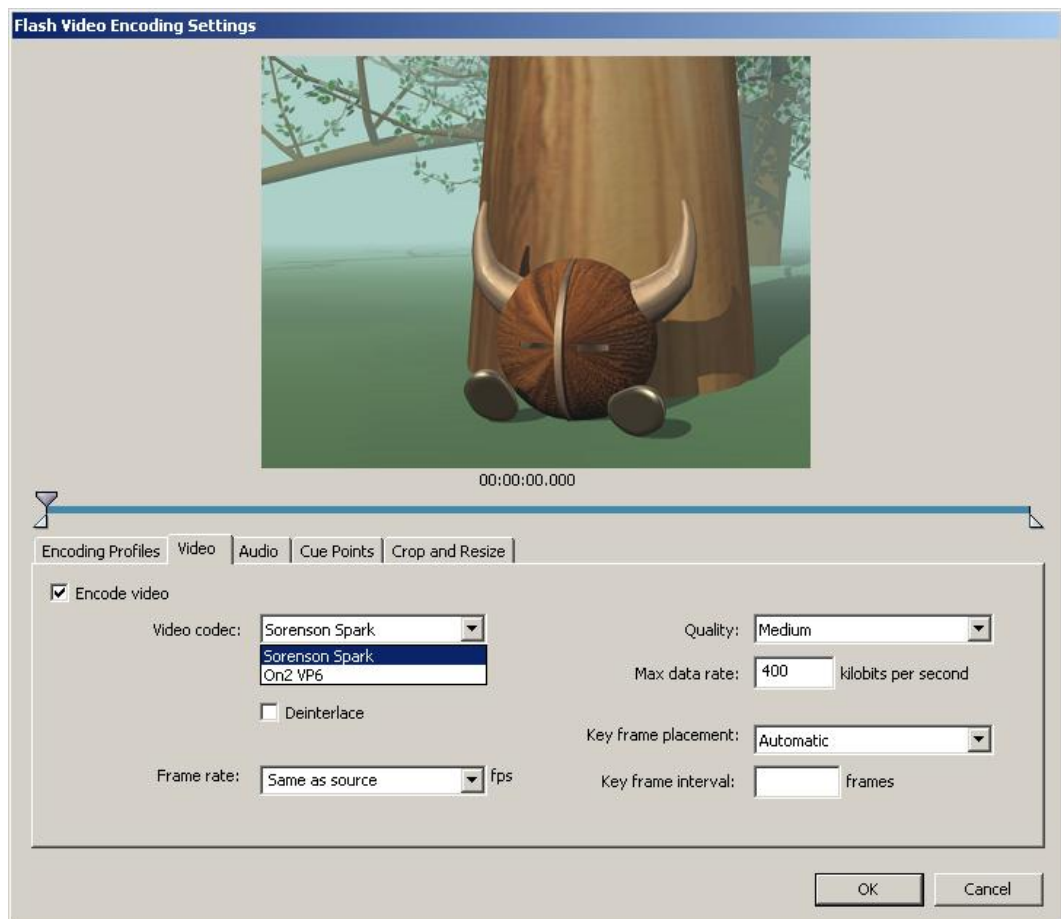 Flash Video Encoding Settings
00:00:00.000
Encoding Profiles Video Audio Cue Points Crop and Resize
Encode video
Video codec: Sorenson Spark
Sorenson Spark
On2 VP6
Deinterlace
Frame rate: Same as source fps
Quality: Medium
Max data rate: 400 kilobits per second
Key frame placement: Automatic
Key frame interval: frames
OK Cancel